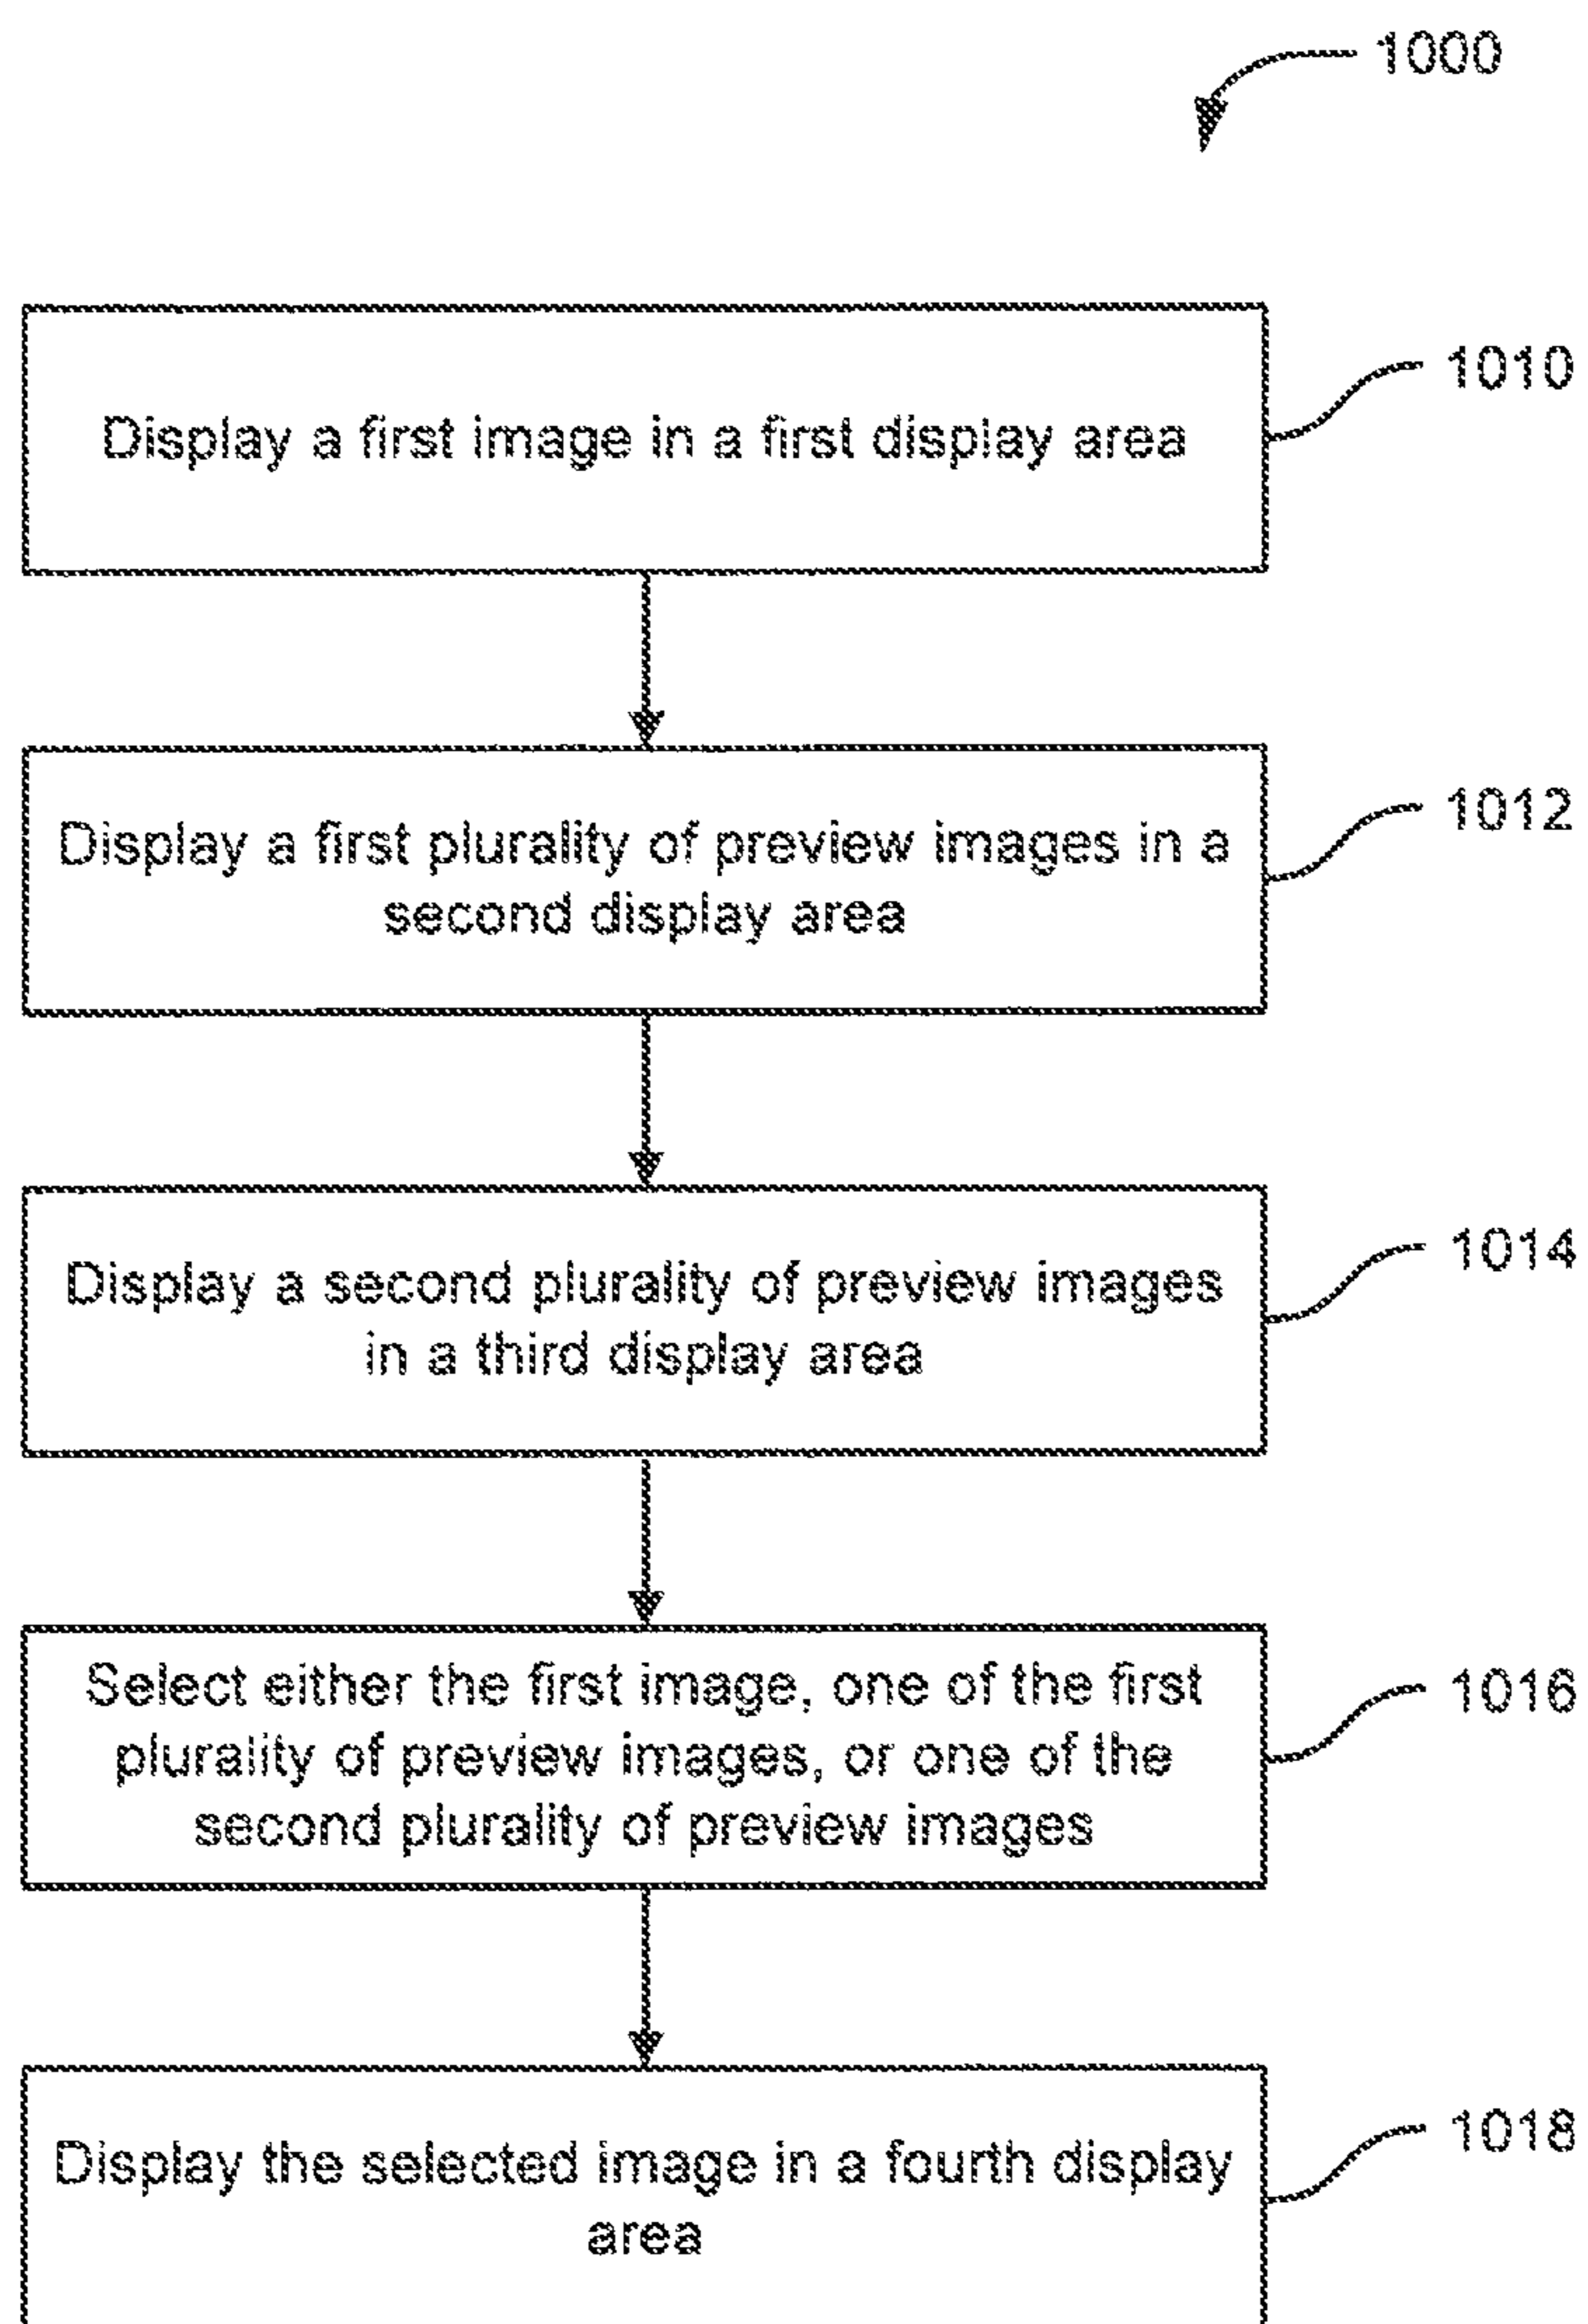 1000
Display a first image in a first display area
1010
Display a first plurality of preview images in a
second display area
1012
Display a second plurality of preview images
in a third display area
1014
Select either the first image, one of the first
plurality of preview images, or one of the
second plurality of preview images
1016
Display the selected image in a fourth display
area
1018